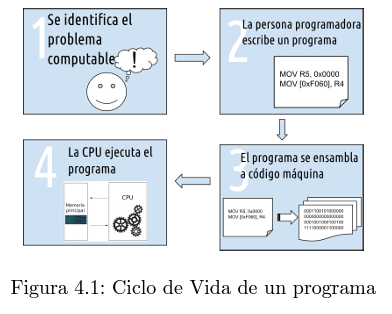 1
Se identifica el
problema
computable
!
2
La persona programadora
escribe un programa
MOV R5, 0x0000
MOV [0xF060], R4
3
El programa se ensambla
a código máquina
MOV R5, 0x0000
MOV [0xF060], R4
0001100101000000
0000000000000000
0001001000100100
1111000001100000
4
La CPU ejecuta el
programa
Memoria
principal
CPU
Figura 4.1: Ciclo de Vida de un programa